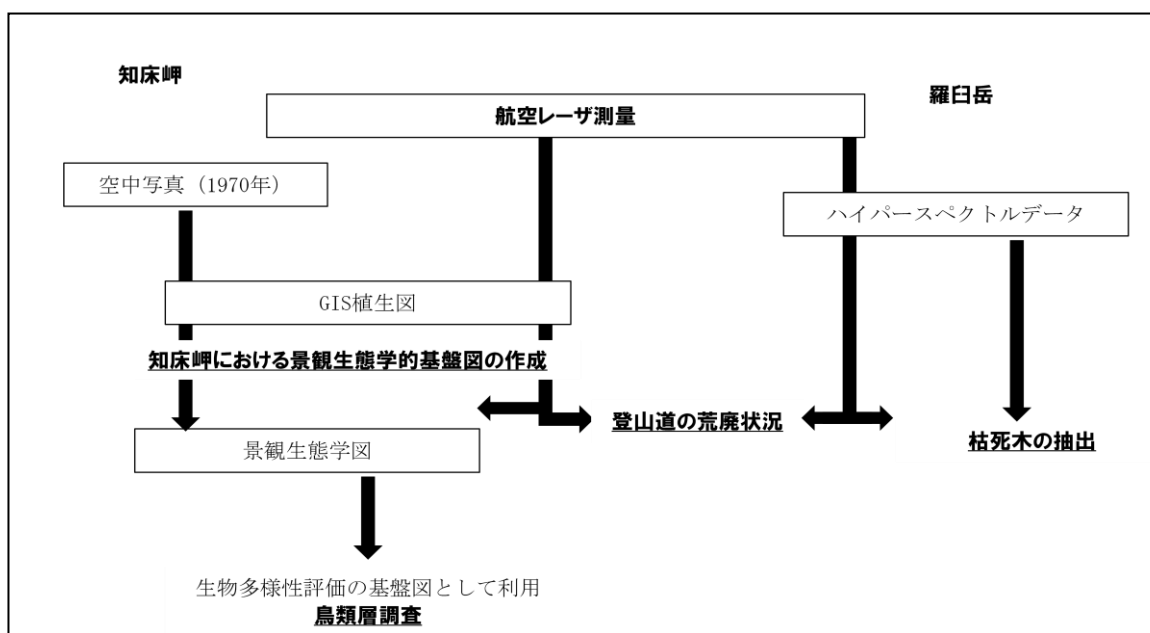 知床岬
羅臼岳
航空レーザ測量
空中写真（1970年）
ハイパースペクトルデータ
GIS植生図
知床岬における景観生態学的基盤図の作成
登山道の荒廃状況
景観生態学図
枯死木の抽出
生物多様性評価の基盤図として利用
鳥類層調査